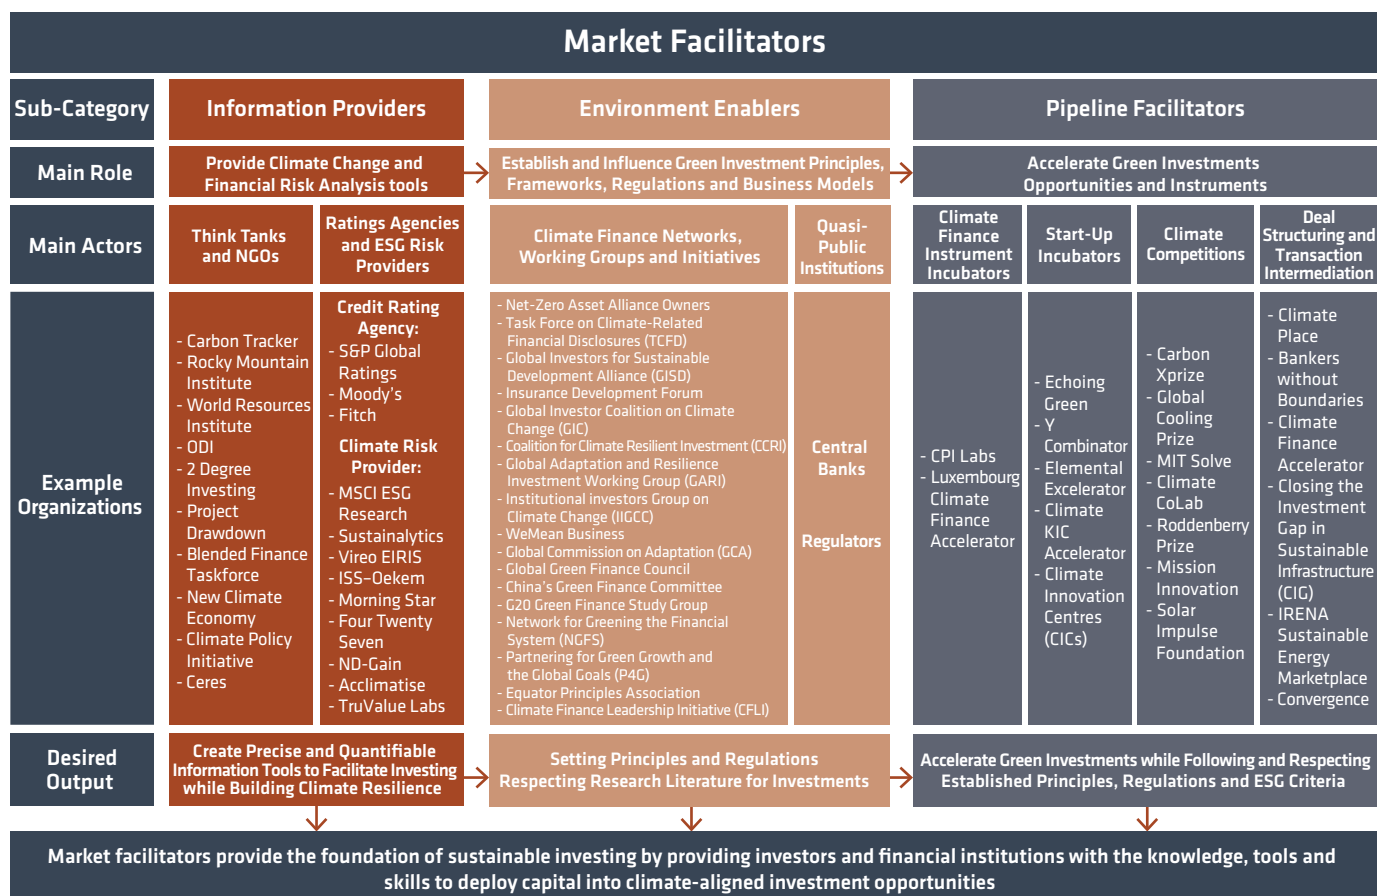 Market Facilitators
Sub-Category
Information Providers
Environment Enablers
Pipeline Facilitators
Main Role
Provide Climate Change and
Financial Risk Analysis tools
Establish and Influence Green Investment Principles,
Frameworks, Regulations and Business Models
Accelerate Green Investments
Opportunities and Instruments
Main Actors
Think Tanks
and NGOs
Ratings Agencies
and ESG Risk
Providers
Climate Finance Networks,
Working Groups and Initiatives
Quasi-
Public
Institutions
Climate
Finance
Instrument
Incubators
Start-Up
Incubators
Climate
Competitions
Deal
Structuring and
Transaction
Intermediation
Example
Organizations
- Carbon Tracker
- Rocky Mountain
Institute
- World Resources
Institute
- ODI
- 2 Degree
Investing
- Project
Drawdown
- Blended Finance
Taskforce
- New Climate
Economy
- Climate Policy
Initiative
- Ceres
Credit Rating
Agency:
- S&P Global
Ratings
- Moody's
- Fitch
Climate Risk
Provider:
- MSCI ESG
Research
- Sustainalytics
- Vireo EIRIS
- ISS-Oekem
- Morning Star
- Four Twenty
Seven
- ND-Gain
- Acclimatise
- TruValue Labs
- Net-Zero Asset Alliance Owners
- Task Force on Climate-Related
Financial Disclosures (TCFD)
- Global Investors for Sustainable
Development Alliance (GISD)
- Insurance Development Forum
- Global Investor Coalition on Climate
Change (GIC)
- Coalition for Climate Resilient Investment (CCRI)
- Global Adaptation and Resilience
Investment Working Group (GARI)
- Institutional investors Group on
Climate Change (IIGCC)
- WeMean Business
- Global Commission on Adaptation (GCA)
- Global Green Finance Council
- China's Green Finance Committee
- G20 Green Finance Study Group
- Network for Greening the Financial
System (NGFS)
- Partnering for Green Growth and
the Global Goals (P4G)
- Equator Principles Association
- Climate Finance Leadership Initiative (CFLI)
Central
Banks
Regulators
- CPI Labs
- Luxembourg
Climate
Finance
Accelerator
- Echoing
Green
- Y
Combinator
- Elemental
Excelerator
- Climate
KIC
Accelerator
- Climate
Innovation
Centres
(CICs)
- Carbon
Xprize
- Global
Cooling
Prize
- MIT Solve
- Climate
CoLab
- Roddenberry
Prize
- Mission
Innovation
- Solar
Impulse
Foundation
- Climate
Place
- Bankers
without
Boundaries
- Climate
Finance
Accelerator
- Closing the
Investment
Gap in
Sustainable
Infrastructure
(CIG)
- IRENA
Sustainable
Energy
Marketplace
- Convergence
Desired
Output
Create Precise and Quantifiable
Information Tools to Facilitate Investing
while Building Climate Resilience
Setting Principles and Regulations
Respecting Research Literature for Investments
Accelerate Green Investments while Following and Respecting
Established Principles, Regulations and ESG Criteria
Market facilitators provide the foundation of sustainable investing by providing investors and financial institutions with the knowledge, tools and
skills to deploy capital into climate-aligned investment opportunities